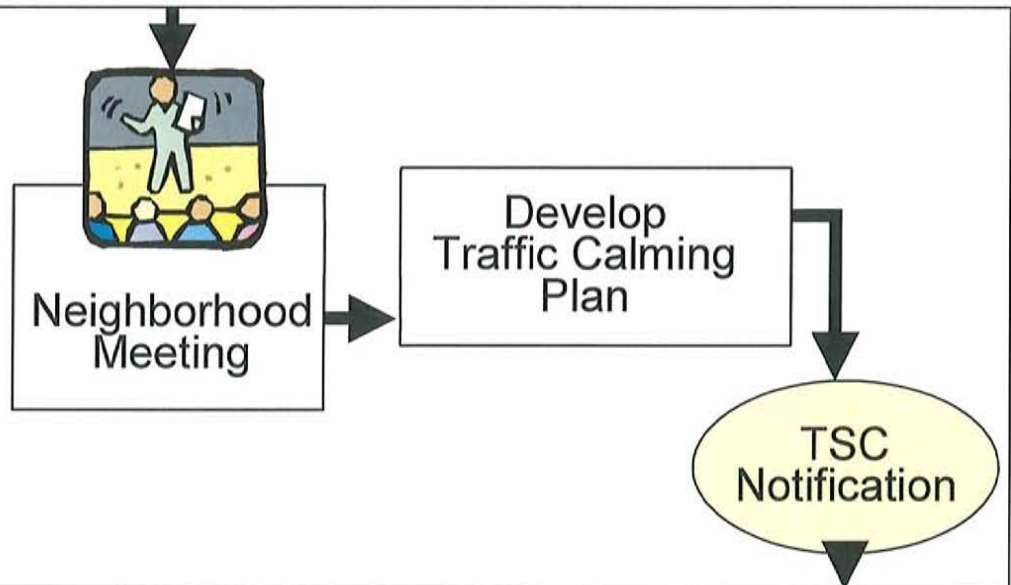 Neighborhood
Meeting
Develop
Traffic Calming
Plan
TSC
Notification